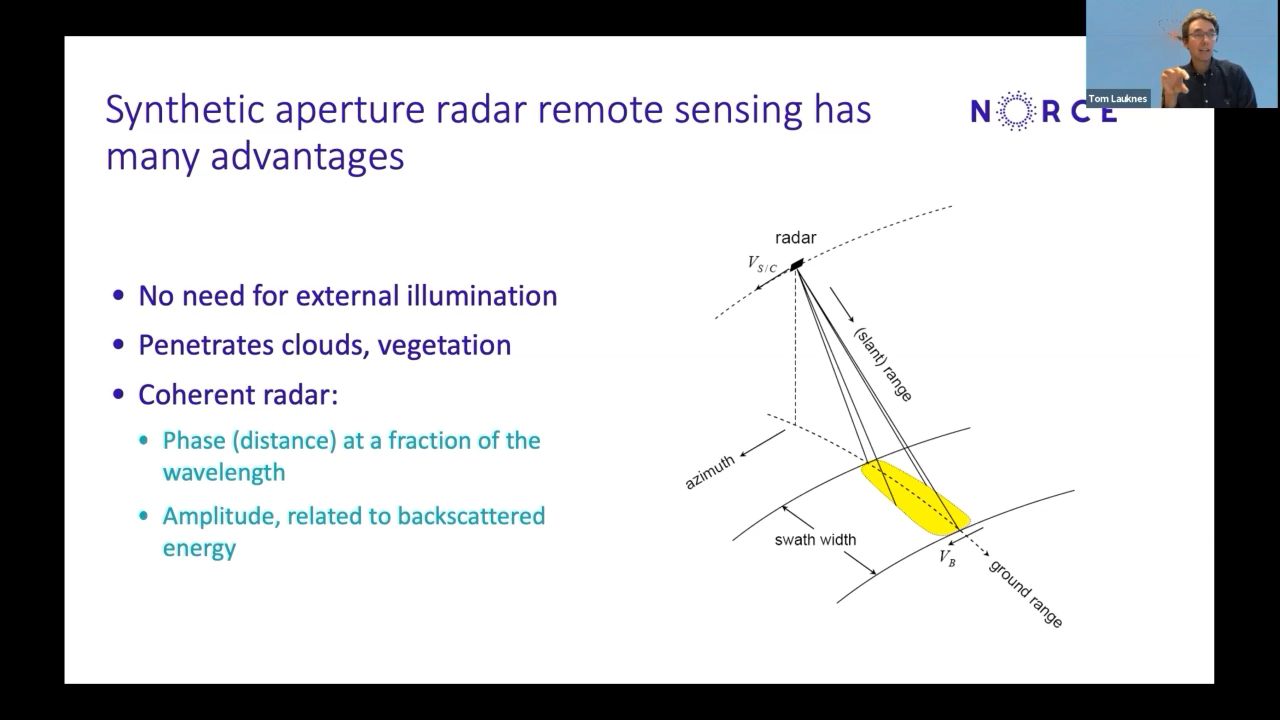 Tom Lauknes
Synthetic aperture radar remote sensing has
many advantages
NORCE
• No need for external illumination
• Penetrates clouds, vegetation
• Coherent radar:
• Phase (distance) at a fraction of the
wavelength
• Amplitude, related to backscattered
energy
radar
V_{S/C}
(slant) range
azimuth
swath width
V_B
ground range